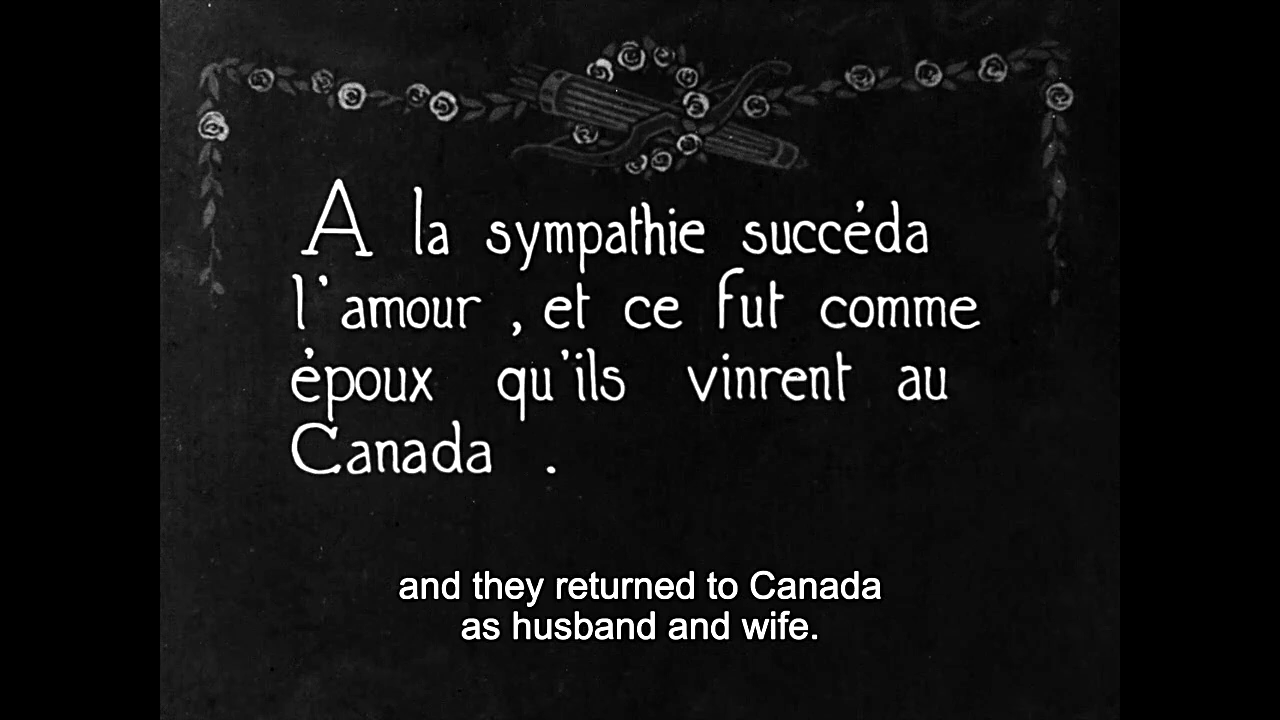 A la sympathie succéda
l'amour , et ce fut comme
époux qu'ils vinrent au
Canada .
and they returned to Canada
as husband and wife.